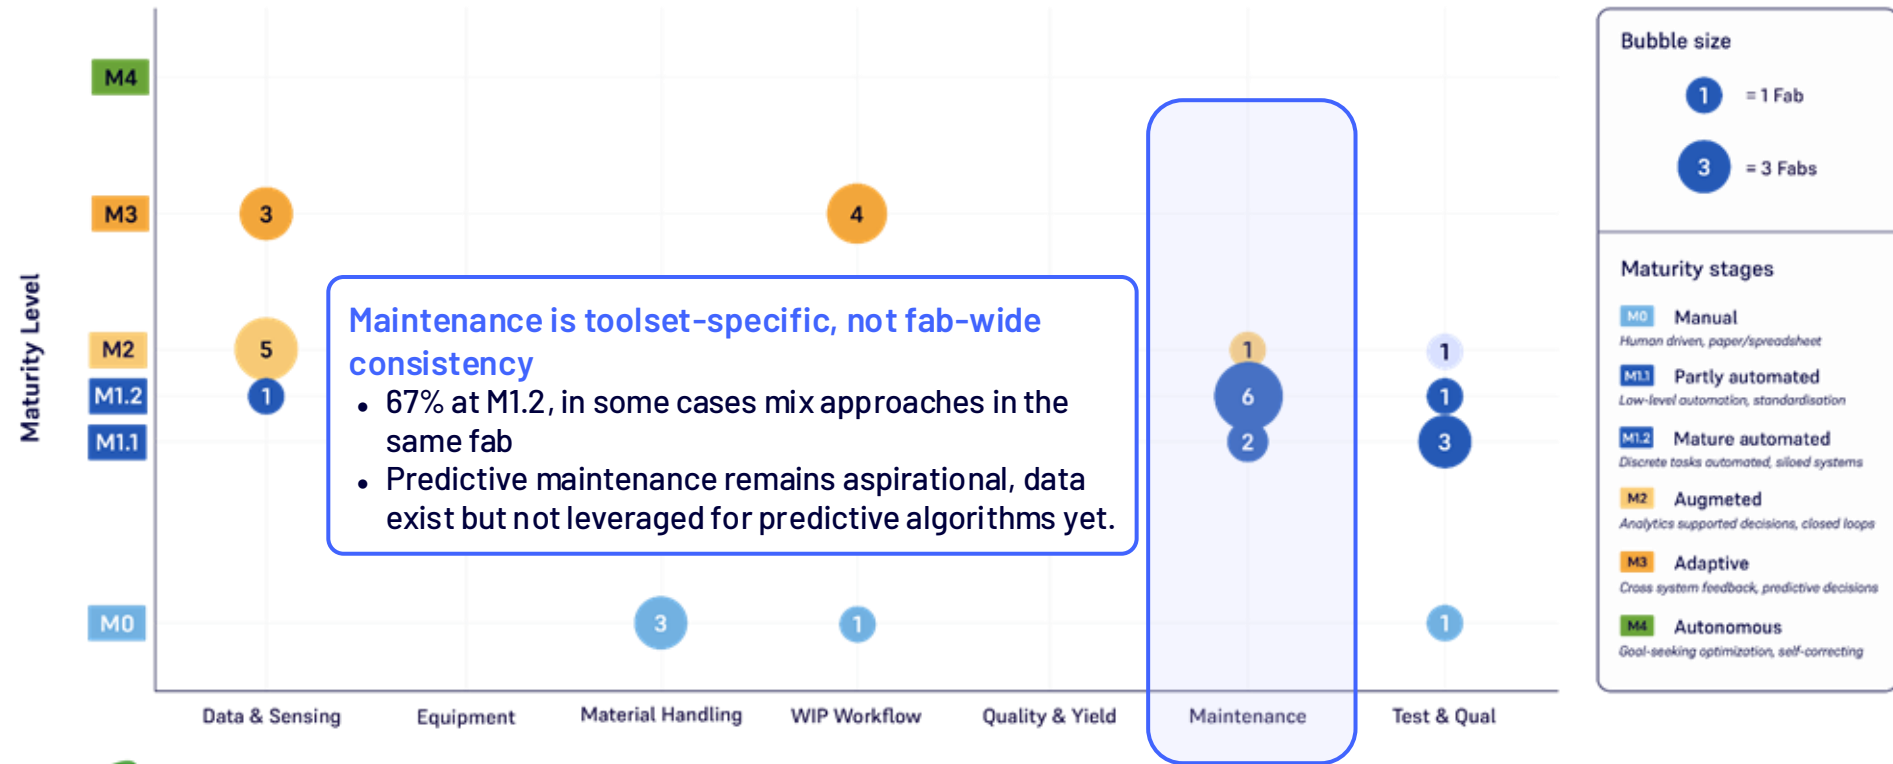 Maturity Level
M4
M3
M2
M1.2
M1.1
M0
3
4
5
1
1
6
2
1
1
3
3
1
1
Maintenance is toolset-specific, not fab-wide
consistency
• 67% at M1.2, in some cases mix approaches in the
same fab
• Predictive maintenance remains aspirational, data
exist but not leveraged for predictive algorithms yet.
Data & Sensing
Equipment
Material Handling
WIP Workflow
Quality & Yield
Maintenance
Test & Qual
Bubble size
1 = 1 Fab
3 = 3 Fabs
Maturity stages
M0 Manual
Human driven, paper/spreadsheet
M1.1 Partly automated
Low-level automation, standardisation
M1.2 Mature automated
Discrete tasks automated, siloed systems
M2 Augmeted
Analytics supported decisions, closed loops
M3 Adaptive
Cross system feedback, predictive decisions
M4 Autonomous
Goal-seeking optimization, self-correcting